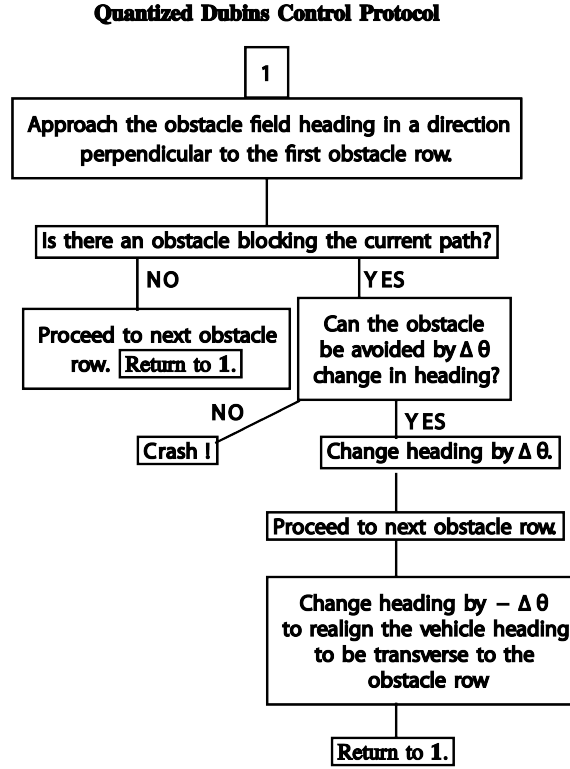 Quantized Dubins Control Protocol
1
Approach the obstacle field heading in a direction
perpendicular to the first obstacle row.
Is there an obstacle blocking the current path?
NO
YES
Proceed to next obstacle
row. Return to 1.
Can the obstacle
be avoided by Δ θ
change in heading?
NO
YES
Crash !
Change heading by Δ θ.
Proceed to next obstacle row.
Change heading by − Δ θ
to realign the vehicle heading
to be transverse to the
obstacle row
Return to 1.